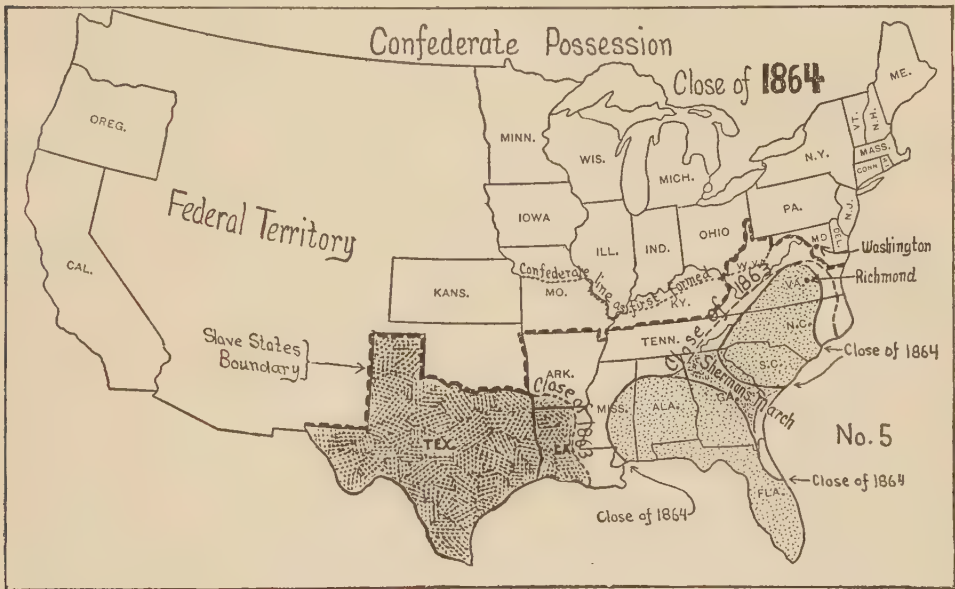 Confederate Possession
Close of 1864
Federal Territory
OREG.
CAL.
MINN.
WIS.
MICH.
IOWA
ILL.
IND.
OHIO
KANS.
MO.
KY.
W.VA.
PA.
N.Y.
VT.
N.H.
ME.
MASS.
CONN
R.I.
N.J.
MD
DEL.
Washington
Richmond
Confederate line as first formed
Close of 1863
VA.
N.C.
TENN.
S.C.
Close of 1864
Slave States
Boundary
ARK.
Close of 1863
MISS.
ALA.
GA.
Sherman's March
No. 5
TEX.
Close of 1864
FLA.
Close of 1864